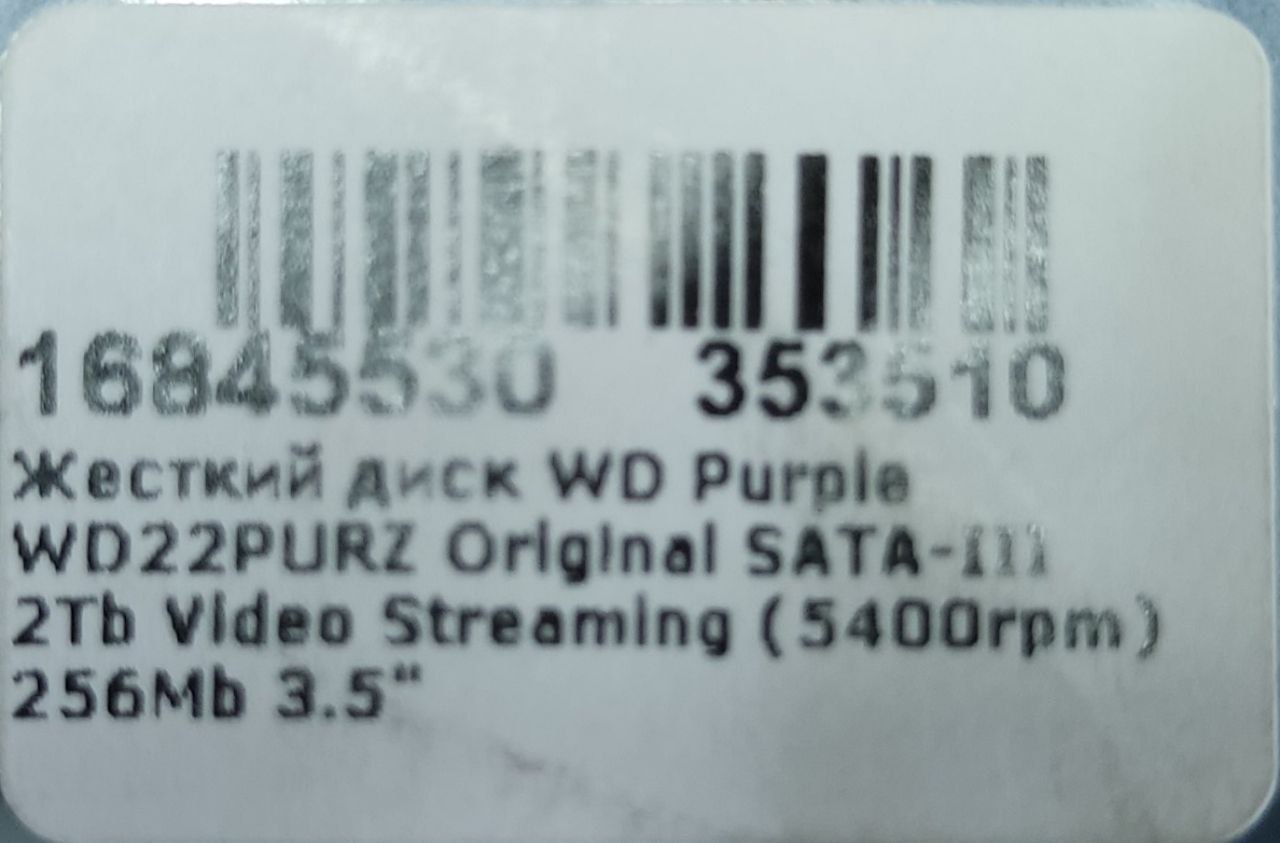 16845530 353510
Жесткий диск WD Purple
WD22PURZ Original SATA-III
2Tb Video Streaming (5400rpm)
256Mb 3.5"